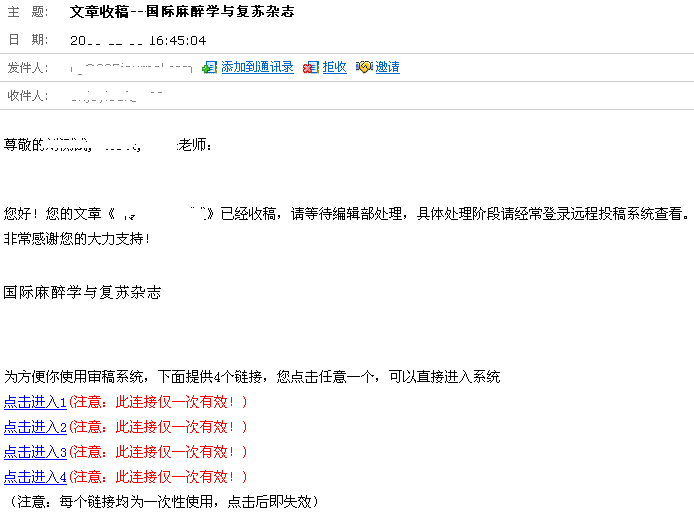 主 题: 文章收稿--国际麻醉学与复苏杂志
日 期: 20 16:45:04
发件人: 添加到通讯录 拒收 邀请
收件人:
尊敬的 老师:
您好! 您的文章《 》已经收稿, 请等待编辑部处理, 具体处理阶段请经常登录远程投稿系统查看。
非常感谢您的大力支持!
国际麻醉学与复苏杂志
为方便你使用审稿系统, 下面提供4个链接, 您点击任意一个, 可以直接进入系统
点击进入1(注意: 此连接仅一次有效! )
点击进入2(注意: 此连接仅一次有效! )
点击进入3(注意: 此连接仅一次有效! )
点击进入4(注意: 此连接仅一次有效! )
(注意: 每个链接均为一次性使用, 点击后即失效)